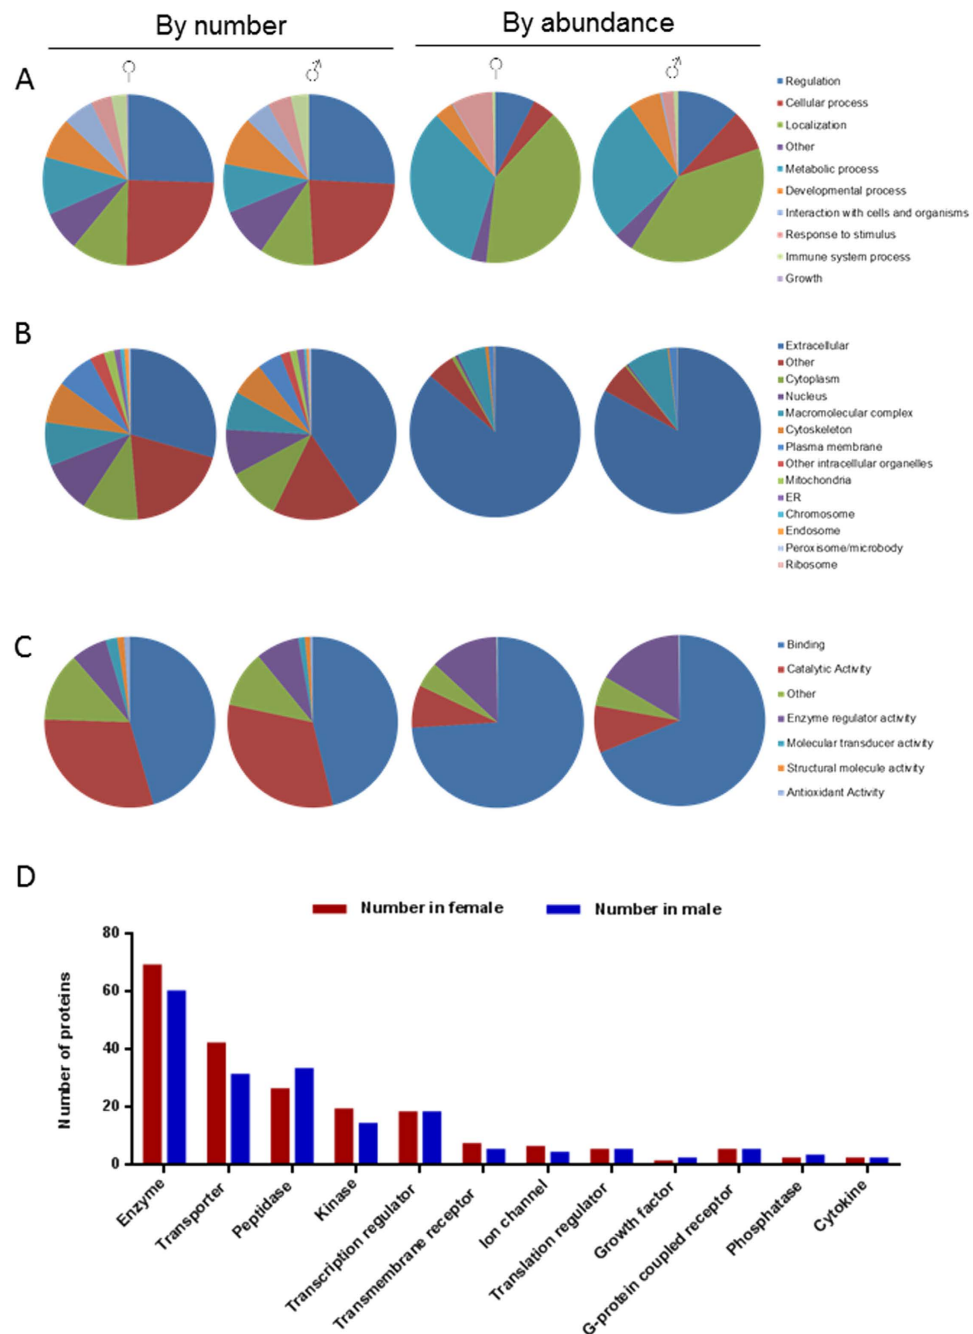 By number
By abundance
♀
♂
♀
♂
A
Regulation
Cellular process
Localization
Other
Metabolic process
Developmental process
Interaction with cells and organisms
Response to stimulus
Immune system process
Growth
B
Extracellular
Other
Cytoplasm
Nucleus
Macromolecular complex
Cytoskeleton
Plasma membrane
Other intracellular organelles
Mitochondria
ER
Chromosome
Endosome
Peroxisome/microbody
Ribosome
C
Binding
Catalytic Activity
Other
Enzyme regulator activity
Molecular transducer activity
Structural molecule activity
Antioxidant Activity
D
Number in female
Number in male
Number of proteins
80
60
40
20
0
Enzyme
Transporter
Peptidase
Kinase
Transcription regulator
Transmembrane receptor
Ion channel
Translation regulator
Growth factor
G-protein coupled receptor
Phosphatase
Cytokine